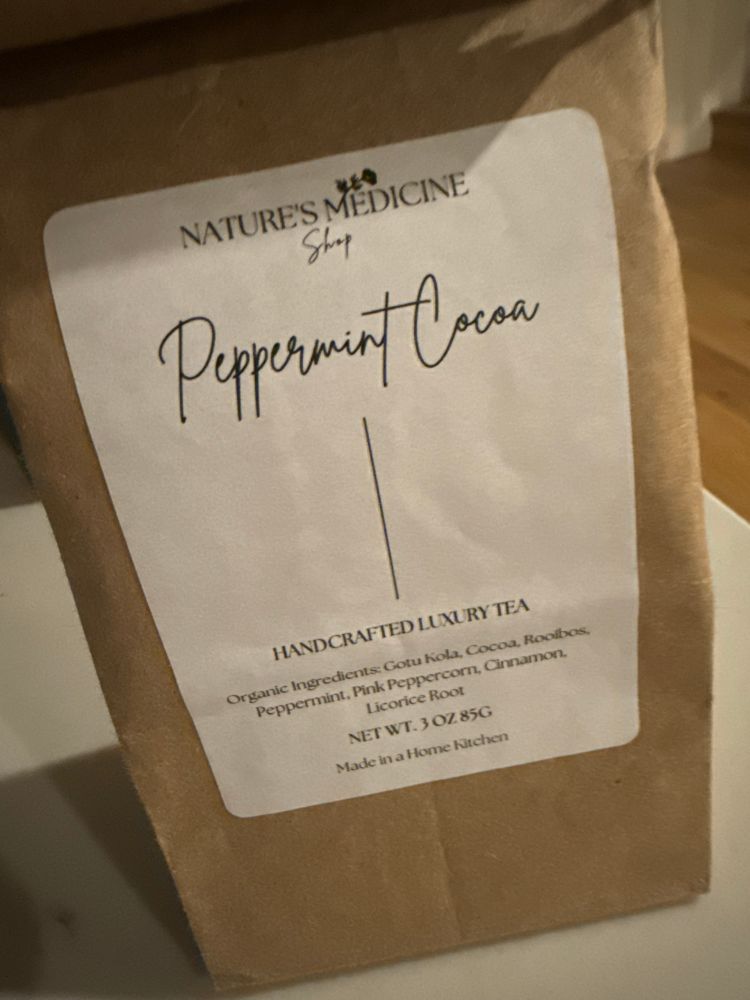 NATURE'S MEDICINE
Shop
Peppermint Cocoa
HANDCRAFTED LUXURY TEA
Organic Ingredients: Gotu Kola, Cocoa, Rooibos,
Peppermint, Pink Peppercorn, Cinnamon,
Licorice Root
NET WT. 3 OZ 85G
Made in a Home Kitchen